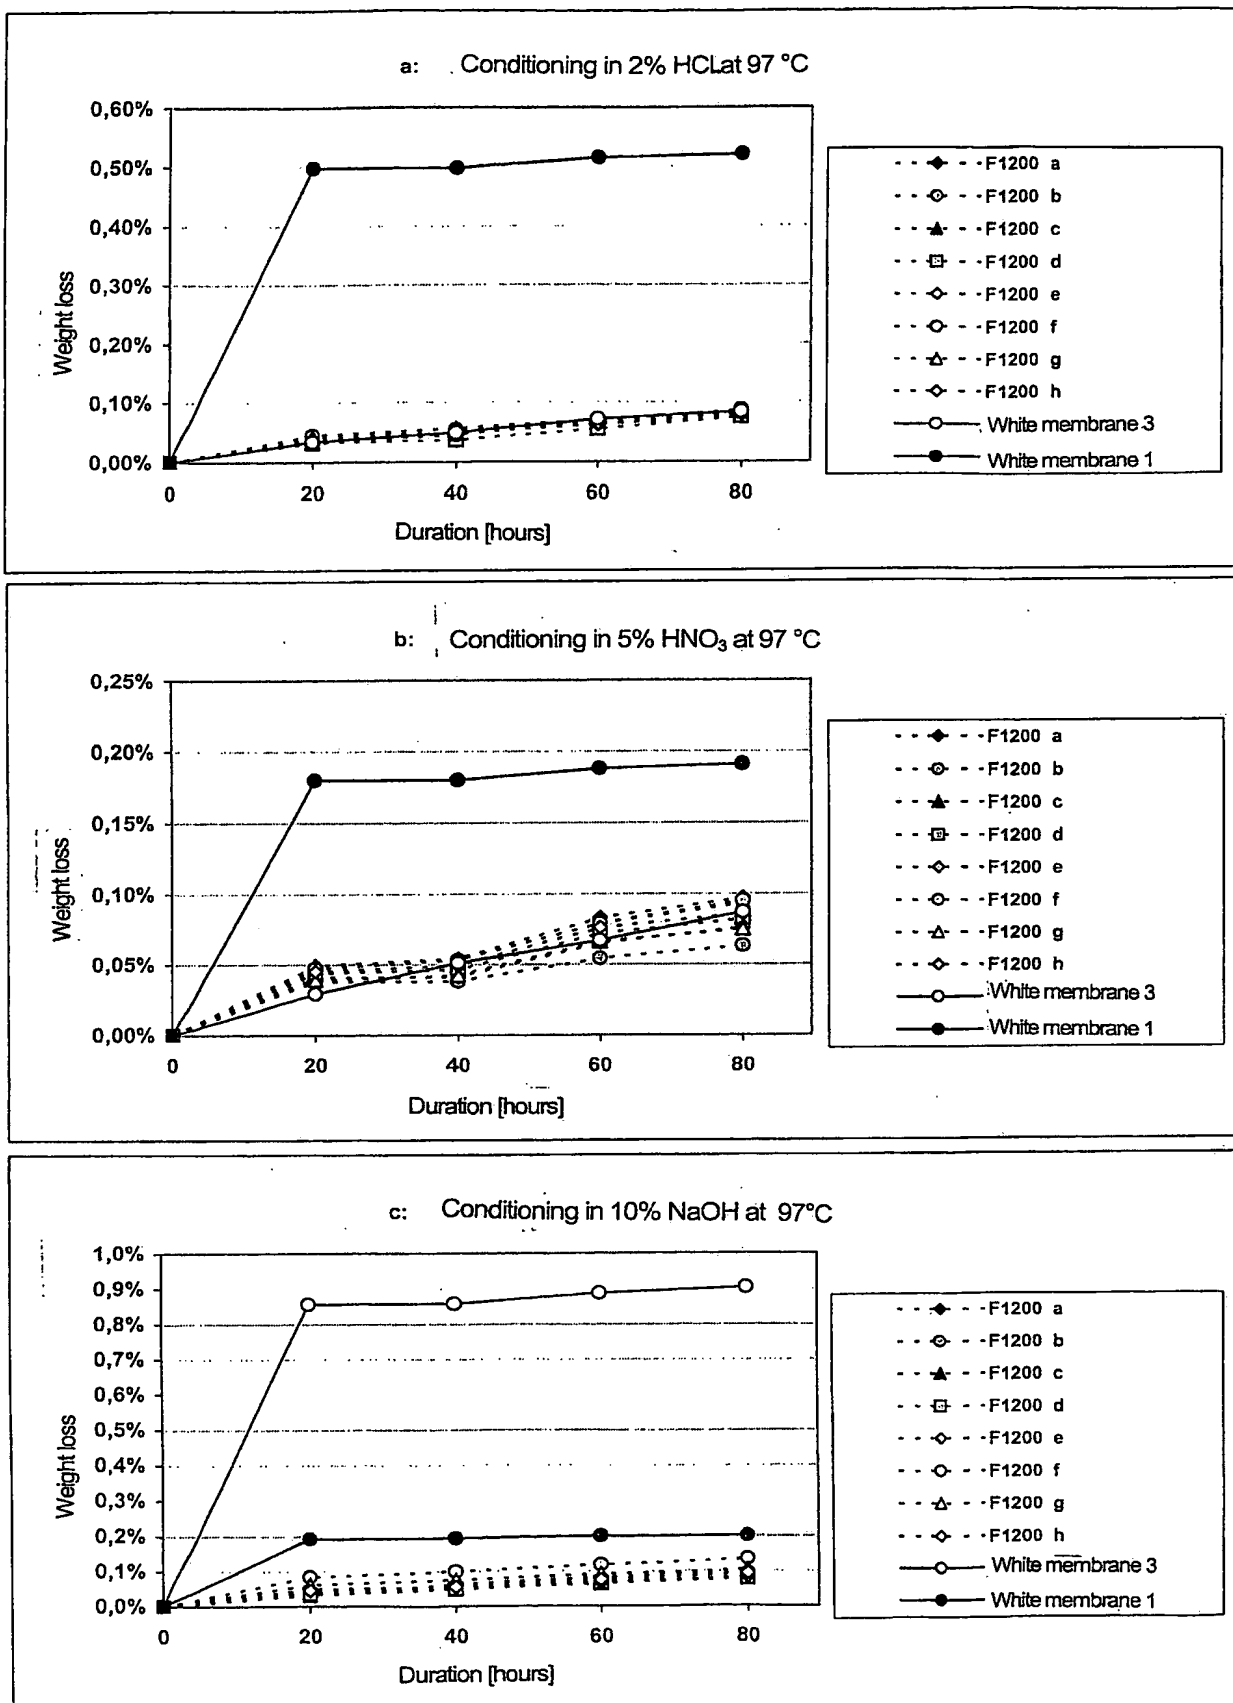 a: Conditioning in 2% HCLat 97 °C
0,60%
0,50%
0,40%
0,30%
0,20%
0,10%
0,00%
Weight loss
0 20 40 60 80
Duration [hours]
F1200 a
F1200 b
F1200 c
F1200 d
F1200 e
F1200 f
F1200 g
F1200 h
White membrane 3
White membrane 1
b: Conditioning in 5% HNO₃ at 97 °C
0,25%
0,20%
0,15%
0,10%
0,05%
0,00%
Weight loss
0 20 40 60 80
Duration [hours]
F1200 a
F1200 b
F1200 c
F1200 d
F1200 e
F1200 f
F1200 g
F1200 h
White membrane 3
White membrane 1
c: Conditioning in 10% NaOH at 97°C
1,0%
0,9%
0,8%
0,7%
0,6%
0,5%
0,4%
0,3%
0,2%
0,1%
0,0%
Weight loss
0 20 40 60 80
Duration [hours]
F1200 a
F1200 b
F1200 c
F1200 d
F1200 e
F1200 f
F1200 g
F1200 h
White membrane 3
White membrane 1